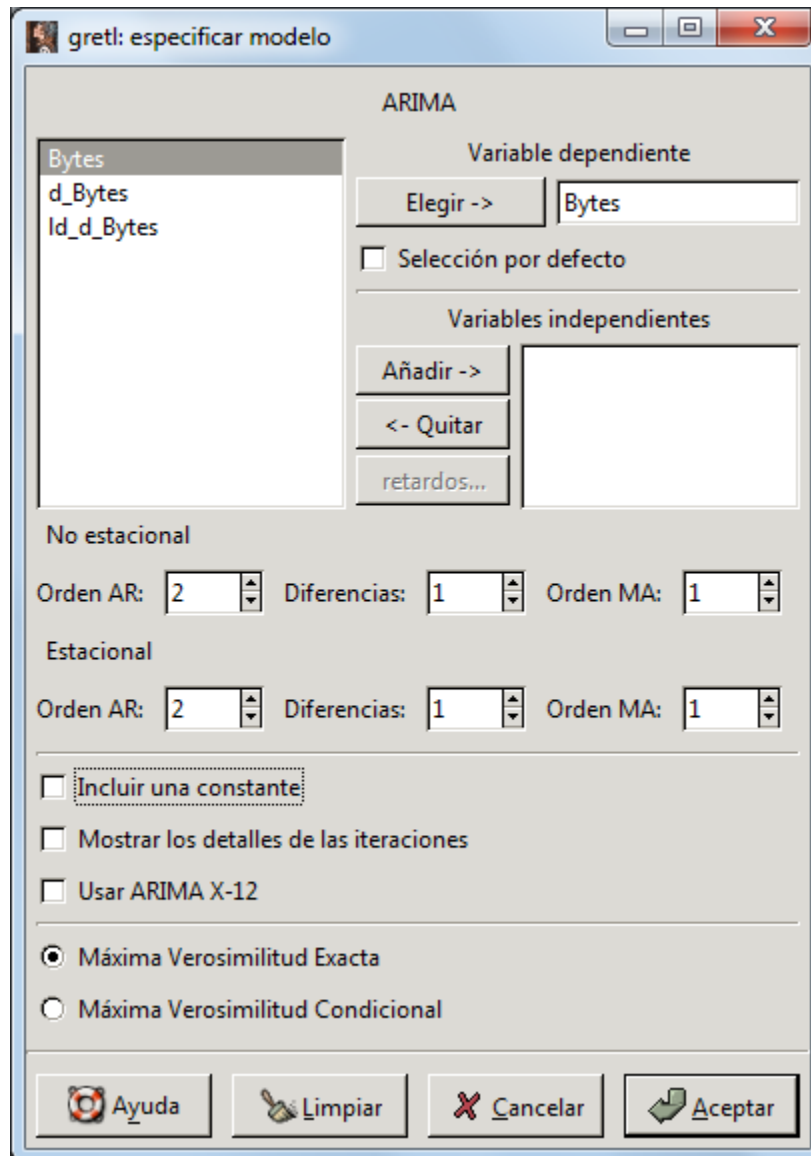 gretl: especificar modelo
ARIMA
Bytes
d_Bytes
ld_d_Bytes
Variable dependiente
Elegir -> Bytes
Selección por defecto
Variables independientes
Añadir ->
<- Quitar
retardos...
No estacional
Orden AR: 2 Diferencias: 1 Orden MA: 1
Estacional
Orden AR: 2 Diferencias: 1 Orden MA: 1
Incluir una constante
Mostrar los detalles de las iteraciones
Usar ARIMA X-12
Máxima Verosimilitud Exacta
Máxima Verosimilitud Condicional
Ayuda Limpiar Cancelar Aceptar